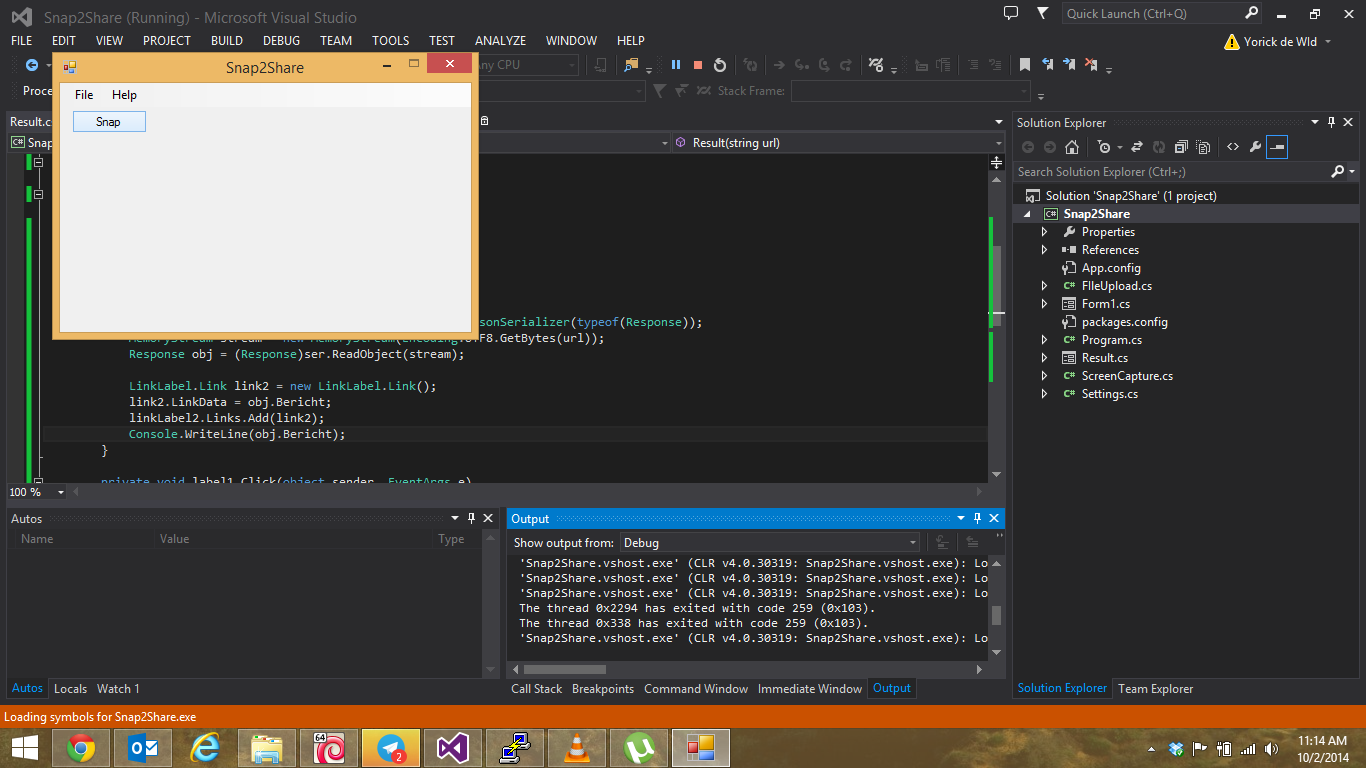 Snap2Share (Running) - Microsoft Visual Studio
Quick Launch (Ctrl+Q)
FILE EDIT VIEW PROJECT BUILD DEBUG TEAM TOOLS TEST ANALYZE WINDOW HELP
Yorick de Wld
Snap2Share
Any CPU
File Help
Proce
Stack Frame:
Snap
Result.c
Snap
Result(string url)
sonSerializer(typeof(Response));
MemoryStream stream = new MemoryStream(Encoding.UTF8.GetBytes(url));
Response obj = (Response)ser.ReadObject(stream);
LinkLabel.Link link2 = new LinkLabel.Link();
link2.LinkData = obj.Bericht;
linkLabel2.Links.Add(link2);
Console.WriteLine(obj.Bericht);
}
private void label1_Click(object sender, EventArgs e)
100 %
Solution Explorer
Search Solution Explorer (Ctrl+;)
Solution 'Snap2Share' (1 project)
C# Snap2Share
Properties
References
App.config
C# FIleUpload.cs
Form1.cs
packages.config
C# Program.cs
Result.cs
C# ScreenCapture.cs
C# Settings.cs
Autos
Name Value Type
Output
Show output from: Debug
'Snap2Share.vshost.exe' (CLR v4.0.30319: Snap2Share.vshost.exe): Lo
'Snap2Share.vshost.exe' (CLR v4.0.30319: Snap2Share.vshost.exe): Lo
'Snap2Share.vshost.exe' (CLR v4.0.30319: Snap2Share.vshost.exe): Lo
The thread 0x2294 has exited with code 259 (0x103).
The thread 0x338 has exited with code 259 (0x103).
'Snap2Share.vshost.exe' (CLR v4.0.30319: Snap2Share.vshost.exe): Lo
Autos Locals Watch 1
Call Stack Breakpoints Command Window Immediate Window Output
Solution Explorer Team Explorer
Loading symbols for Snap2Share.exe
64
2
11:14 AM
10/2/2014